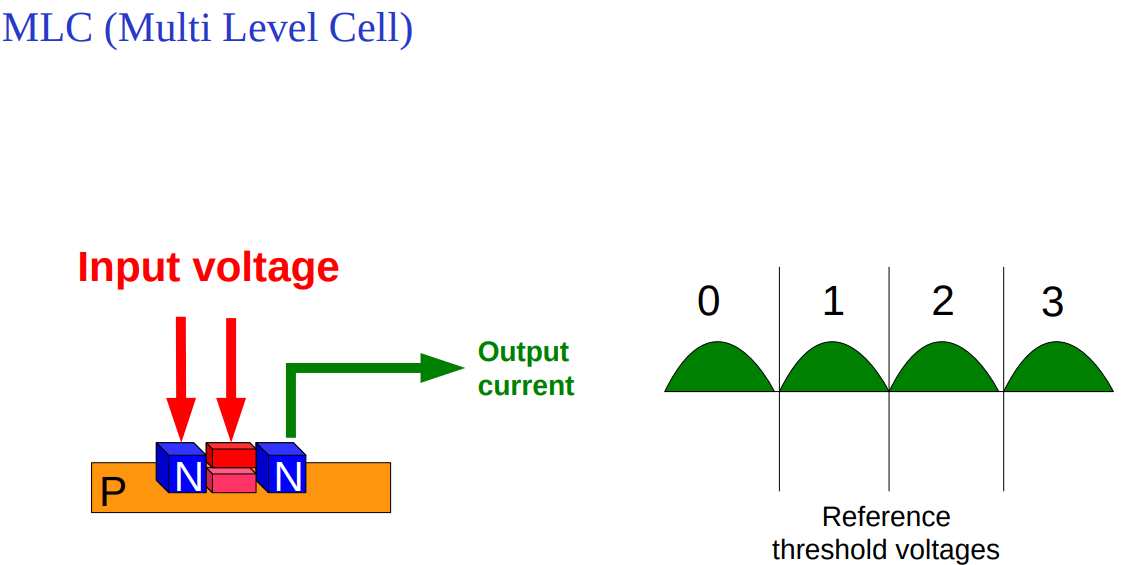 MLC (Multi Level Cell)
Input voltage
Output
current
P
N
N
0 1 2 3
Reference
threshold voltages